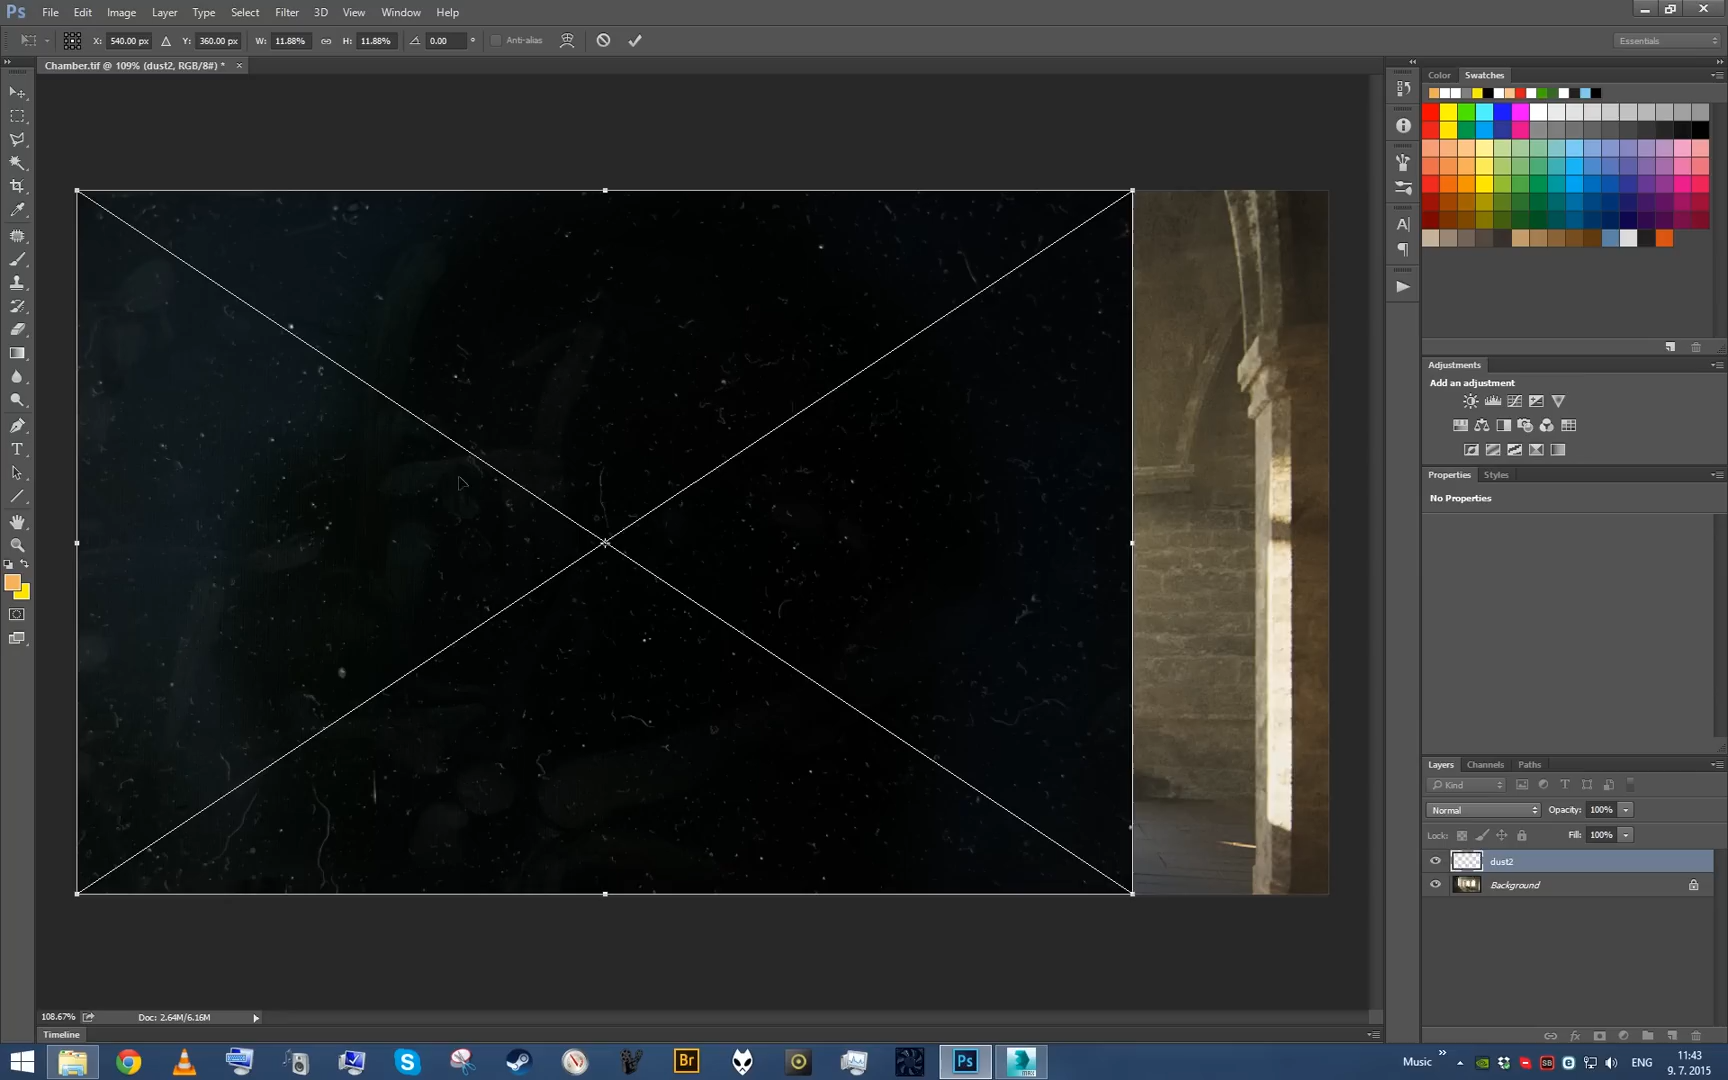 Ps File Edit Image Layer Type Select Filter 3D View Window Help
X: 540.00 px Y: 360.00 px W: 11.88% H: 11.88% 0.00 ° Anti-alias Essentials
Chamber.tif @ 109% (dust2, RGB/8#) * ×
Color Swatches
Adjustments
Add an adjustment
Properties Styles
No Properties
Layers Channels Paths
Kind
Normal Opacity: 100%
Lock: Fill: 100%
dust2
Background
108.67% Doc: 2.64M/6.16M
Timeline
Br Ps MAX Music » SB ENG 11:43
9. 7. 2015